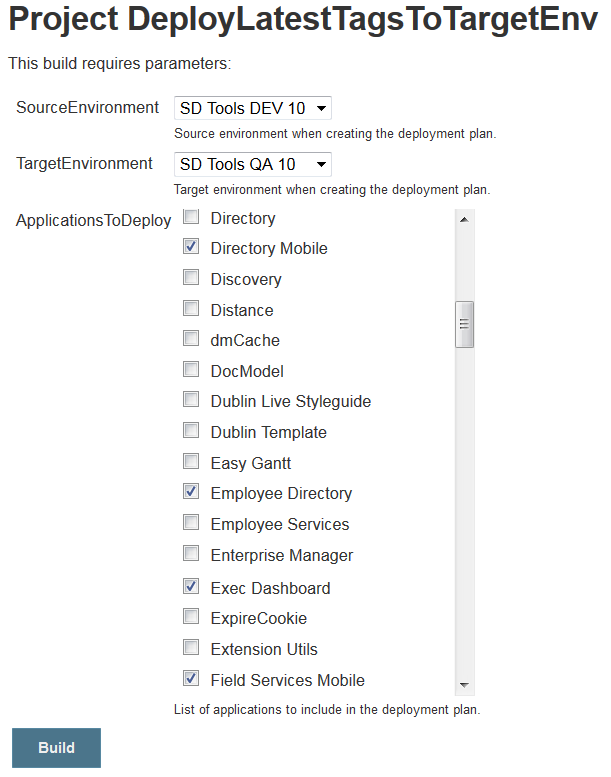 Project DeployLatestTagsToTargetEnv
This build requires parameters:
SourceEnvironment SD Tools DEV 10
Source environment when creating the deployment plan.
TargetEnvironment SD Tools QA 10
Target environment when creating the deployment plan.
ApplicationsToDeploy Directory
Directory Mobile
Discovery
Distance
dmCache
DocModel
Dublin Live Styleguide
Dublin Template
Easy Gantt
Employee Directory
Employee Services
Enterprise Manager
Exec Dashboard
ExpireCookie
Extension Utils
Field Services Mobile
List of applications to include in the deployment plan.
Build